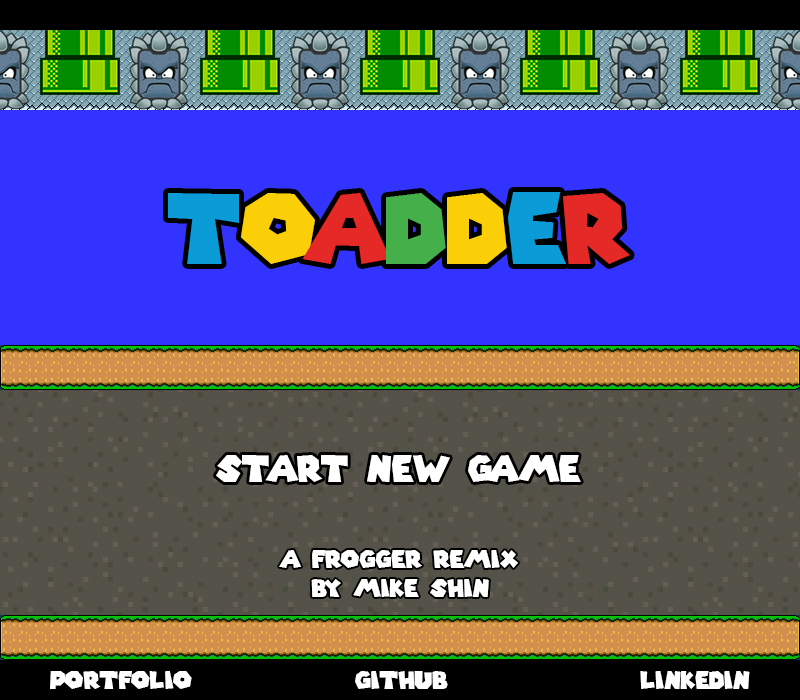 TOADDER
START NEW GAME
A FROGGER REMIX
BY MIKE SHIN
PORTFOLIO GITHUB LINKEDIN